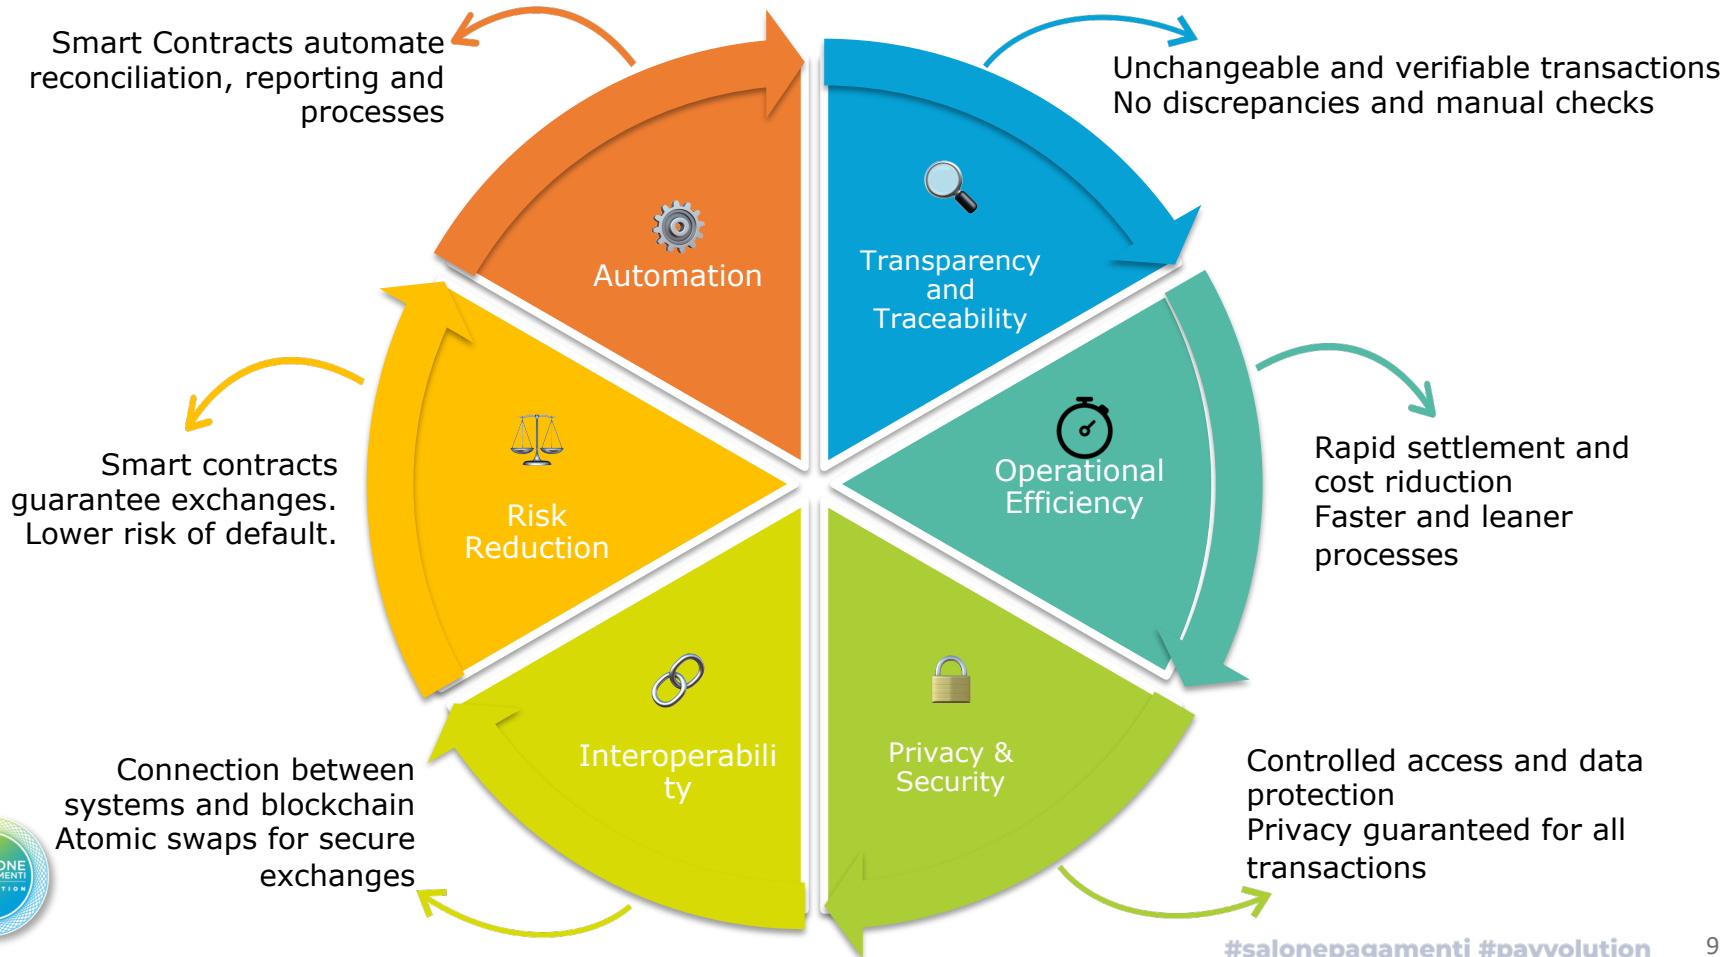 Smart Contracts automate
reconciliation, reporting and
processes
Unchangeable and verifiable transactions
No discrepancies and manual checks
Automation
Transparency
and
Traceability
Smart contracts
guarantee exchanges.
Lower risk of default.
Risk
Reduction
Operational
Efficiency
Rapid settlement and
cost riduction
Faster and leaner
processes
Connection between
systems and blockchain
Atomic swaps for secure
exchanges
Interoperabili
ty
Privacy &
Security
Controlled access and data
protection
Privacy guaranteed for all
transactions
#salonepagamenti #payvolution
9